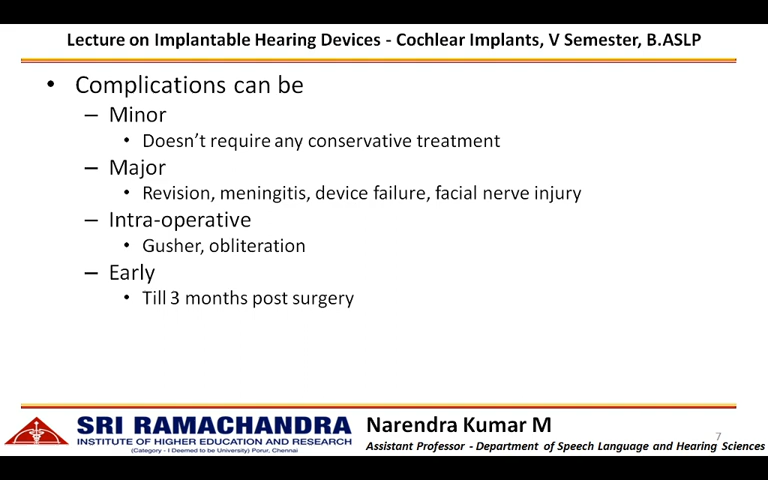 Lecture on Implantable Hearing Devices - Cochlear Implants, V Semester, B.ASLP
• Complications can be
– Minor
• Doesn't require any conservative treatment
– Major
• Revision, meningitis, device failure, facial nerve injury
– Intra-operative
• Gusher, obliteration
– Early
• Till 3 months post surgery
SRI RAMACHANDRA
INSTITUTE OF HIGHER EDUCATION AND RESEARCH
(Category - I Deemed to be University) Porur, Chennai
Narendra Kumar M
7
Assistant Professor - Department of Speech Language and Hearing Sciences